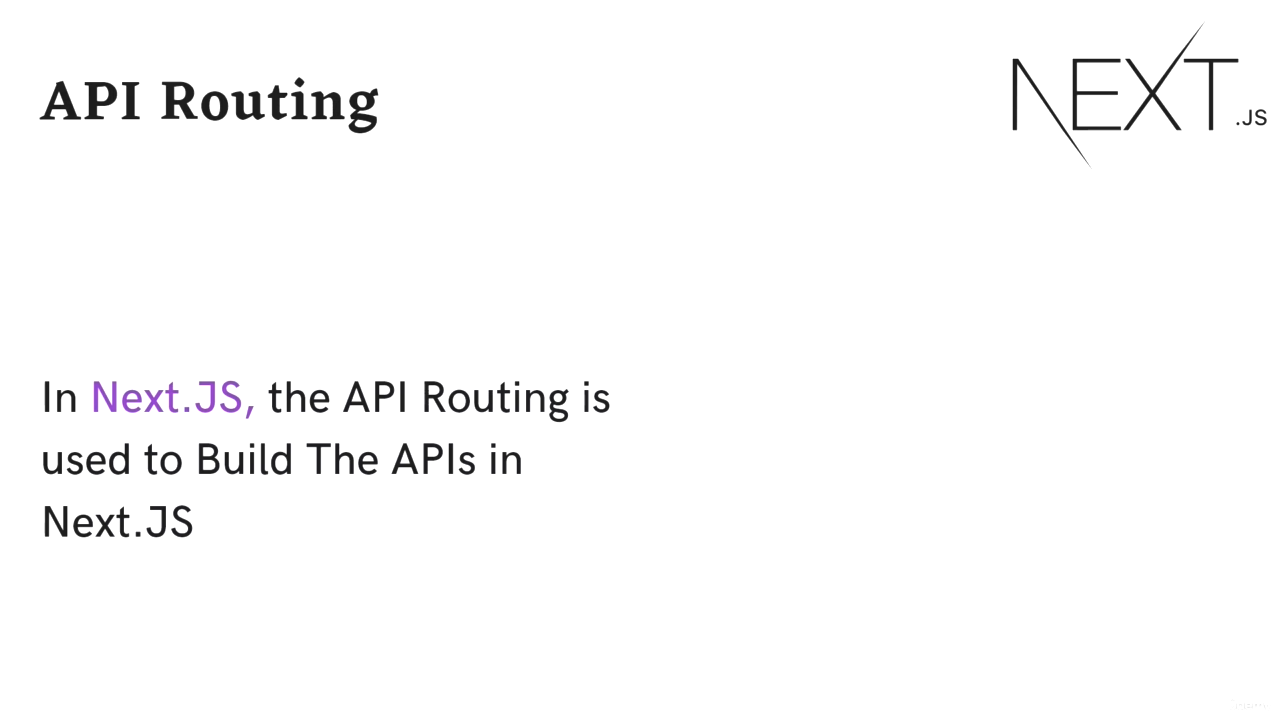 API Routing
NEXT.JS
In Next.JS, the API Routing is
used to Build The APIs in
Next.JS